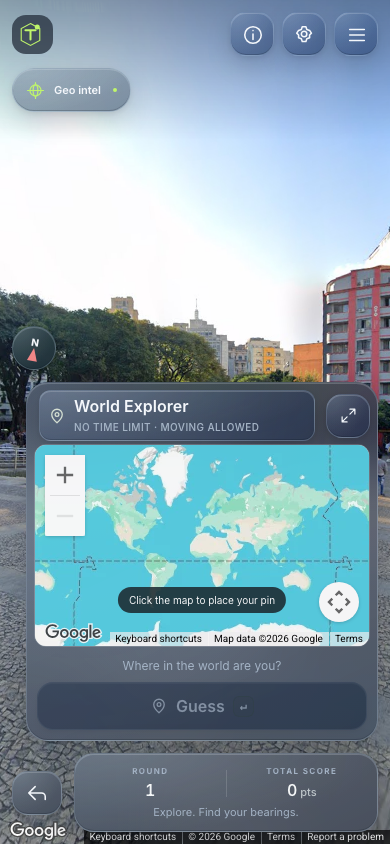 T
Geo intel
N
World Explorer
NO TIME LIMIT · MOVING ALLOWED
Click the map to place your pin
Google
Keyboard shortcuts
Map data ©2026 Google
Terms
Where in the world are you?
Guess ↵
ROUND
1
TOTAL SCORE
0 pts
Explore. Find your bearings.
Google
Keyboard shortcuts
© 2026 Google
Terms
Report a problem